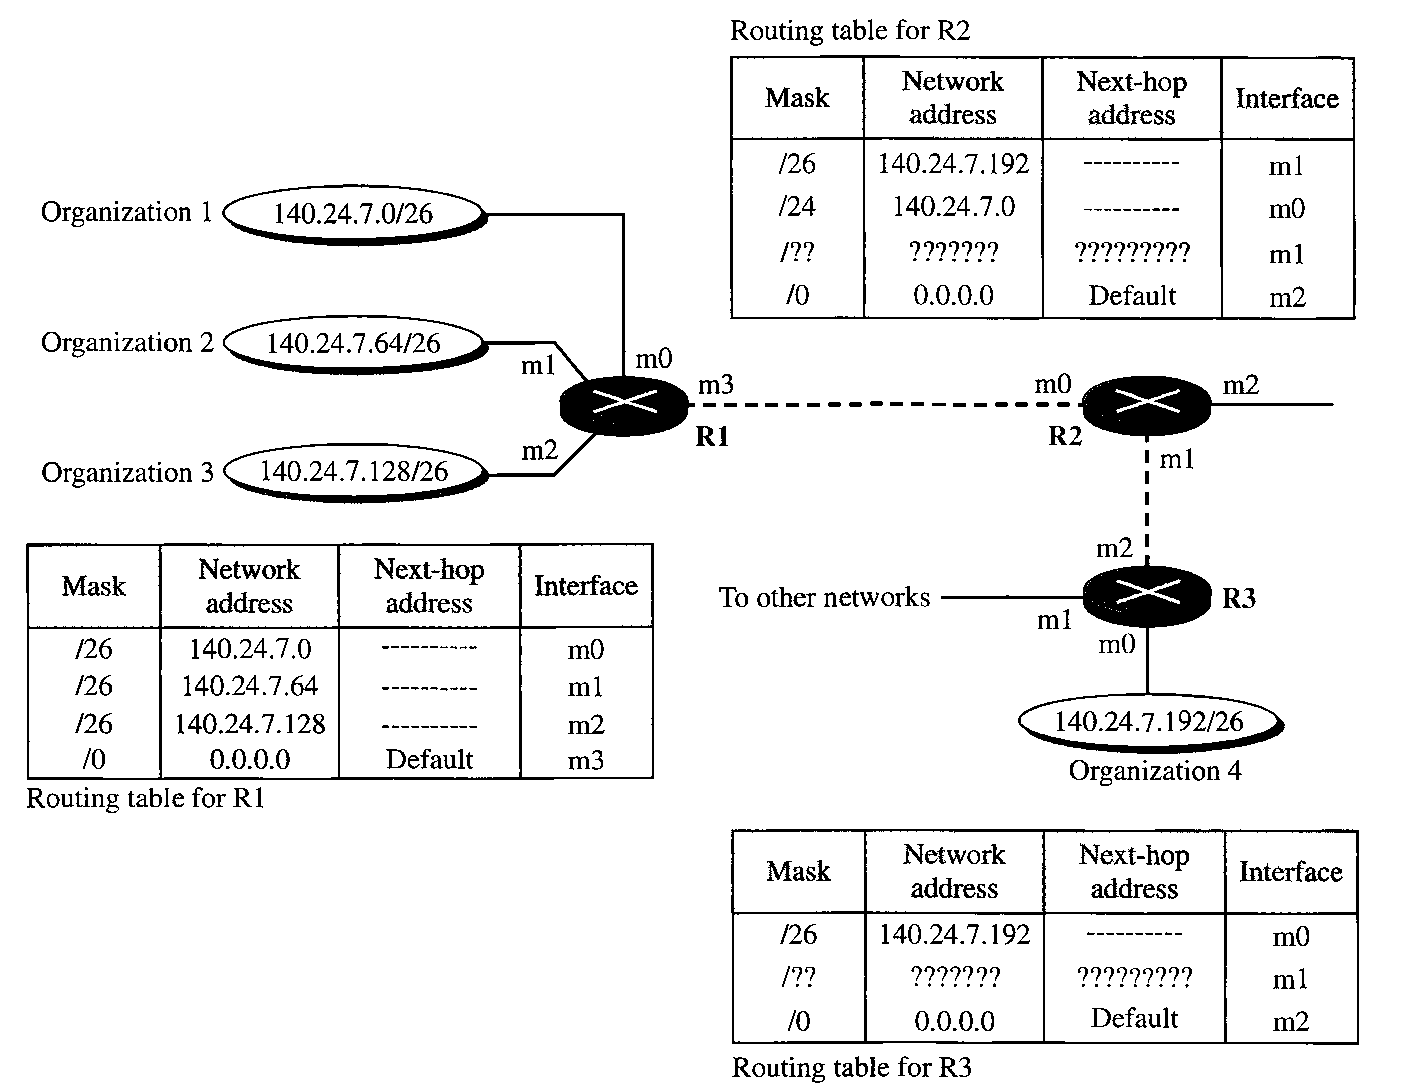 Routing table for R2
Mask
Network address
Next-hop address
Interface
/26 140.24.7.192 ---------- m1
/24 140.24.7.0 ---------- m0
/?? ??????? ????????? m1
/0 0.0.0.0 Default m2
Organization 1
140.24.7.0/26
Organization 2
140.24.7.64/26
Organization 3
140.24.7.128/26
m1
m0
m2
m3
R1
m0
m2
R2
m1
m2
To other networks
R3
m1
m0
140.24.7.192/26
Organization 4
Mask
Network address
Next-hop address
Interface
/26 140.24.7.0 ---------- m0
/26 140.24.7.64 ---------- m1
/26 140.24.7.128 ---------- m2
/0 0.0.0.0 Default m3
Routing table for R1
Mask
Network address
Next-hop address
Interface
/26 140.24.7.192 ---------- m0
/?? ??????? ????????? m1
/0 0.0.0.0 Default m2
Routing table for R3